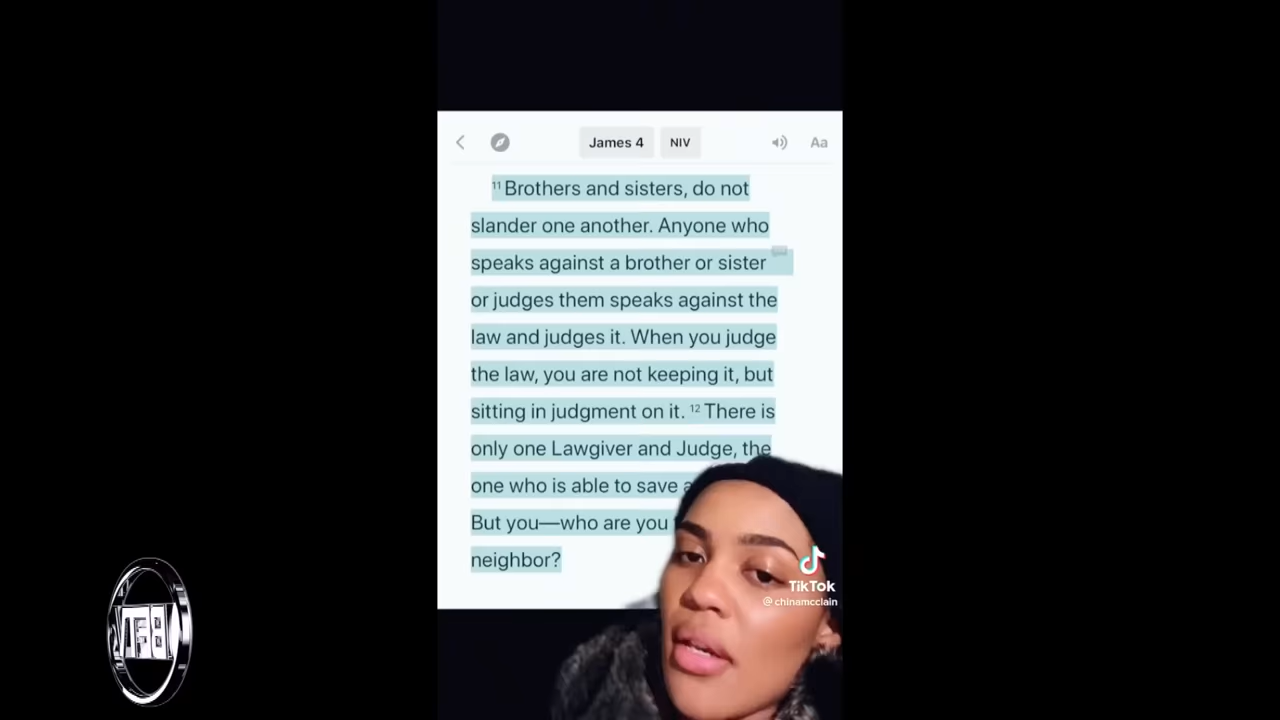 James 4 NIV Aa
11 Brothers and sisters, do not
slander one another. Anyone who
speaks against a brother or sister
or judges them speaks against the
law and judges it. When you judge
the law, you are not keeping it, but
sitting in judgment on it. 12 There is
only one Lawgiver and Judge, the
one who is able to save
But you—who are you
neighbor?
TikTok
@chinamcclain